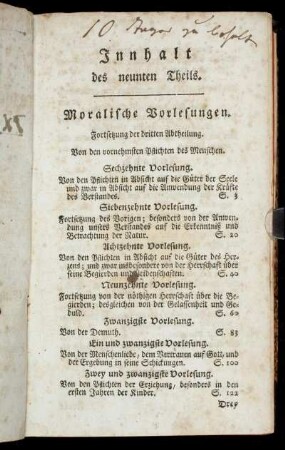 10 Auger zu behalt
Innhalt
des neunten Theils.
Moralische Vorlesungen.
Fortsetzung der dritten Abtheilung.
Von den vornehmsten Pflichten des Menschen.
Sechzehnte Vorlesung.
Von den Pflichten in Absicht auf die Güter der Seele
und zwar in Absicht auf die Anwendung der Kräfte
des Verstandes. S. 3
Siebenzehnte Vorlesung.
Fortsetzung des Vorigen; besonders von der Anwen-
dung unsers Verstandes auf die Erkenntniß und
Betrachtung der Natur. S. 20
Achtzehnte Vorlesung.
Von den Pflichten in Absicht auf die Güter des Her-
zens; und zwar insbesondere von der Herrschaft über
seine Begierden und Leidenschaften. S. 40
Neunzehnte Vorlesung.
Fortsetzung von der nöthigen Herrschaft über die Be-
gierden; desgleichen von der Gelassenheit und Ge-
duld. S. 60
Zwanzigste Vorlesung.
Von der Demuth. S. 85
Ein und zwanzigste Vorlesung.
Von der Menschenliebe, dem Vertrauen auf Gott, und
der Ergebung in seine Schickungen. S. 100
Zwey und zwanzigste Vorlesung.
Von den Pflichten der Erziehung, besonders in den
ersten Jahren der Kinder. S. 122
Drey